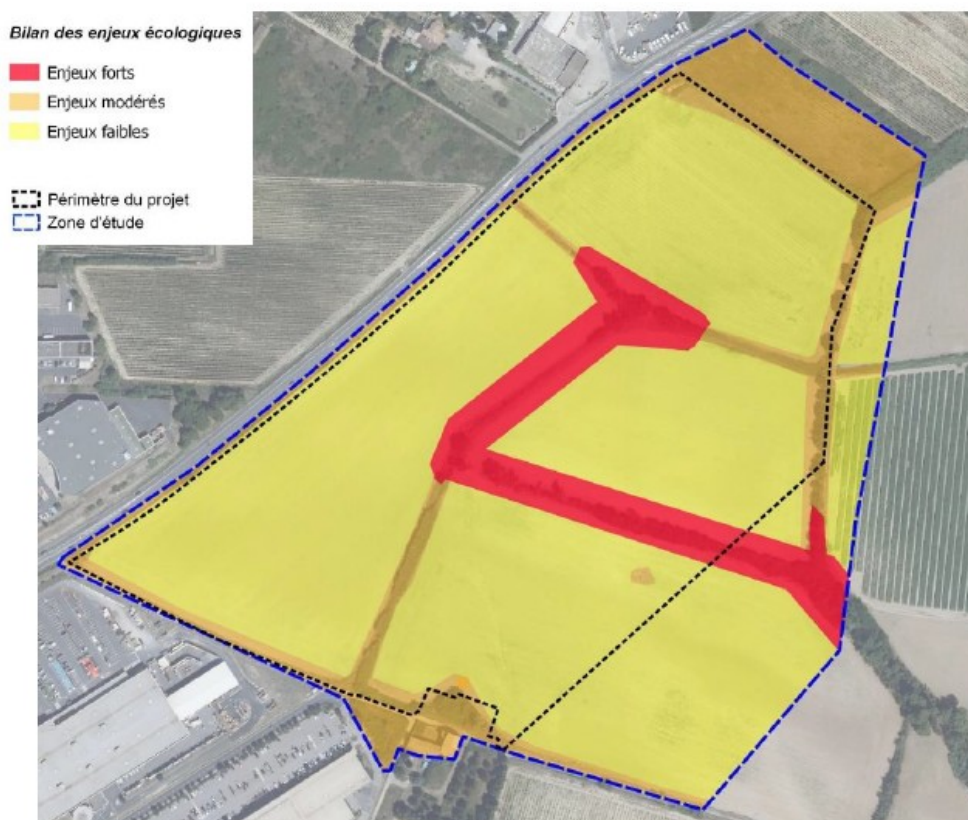 Bilan des enjeux écologiques
Enjeux forts
Enjeux modérés
Enjeux faibles
Périmètre du projet
Zone d'étude